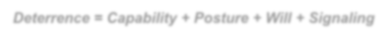 Deterrence = Capability + Posture + Will + Signaling